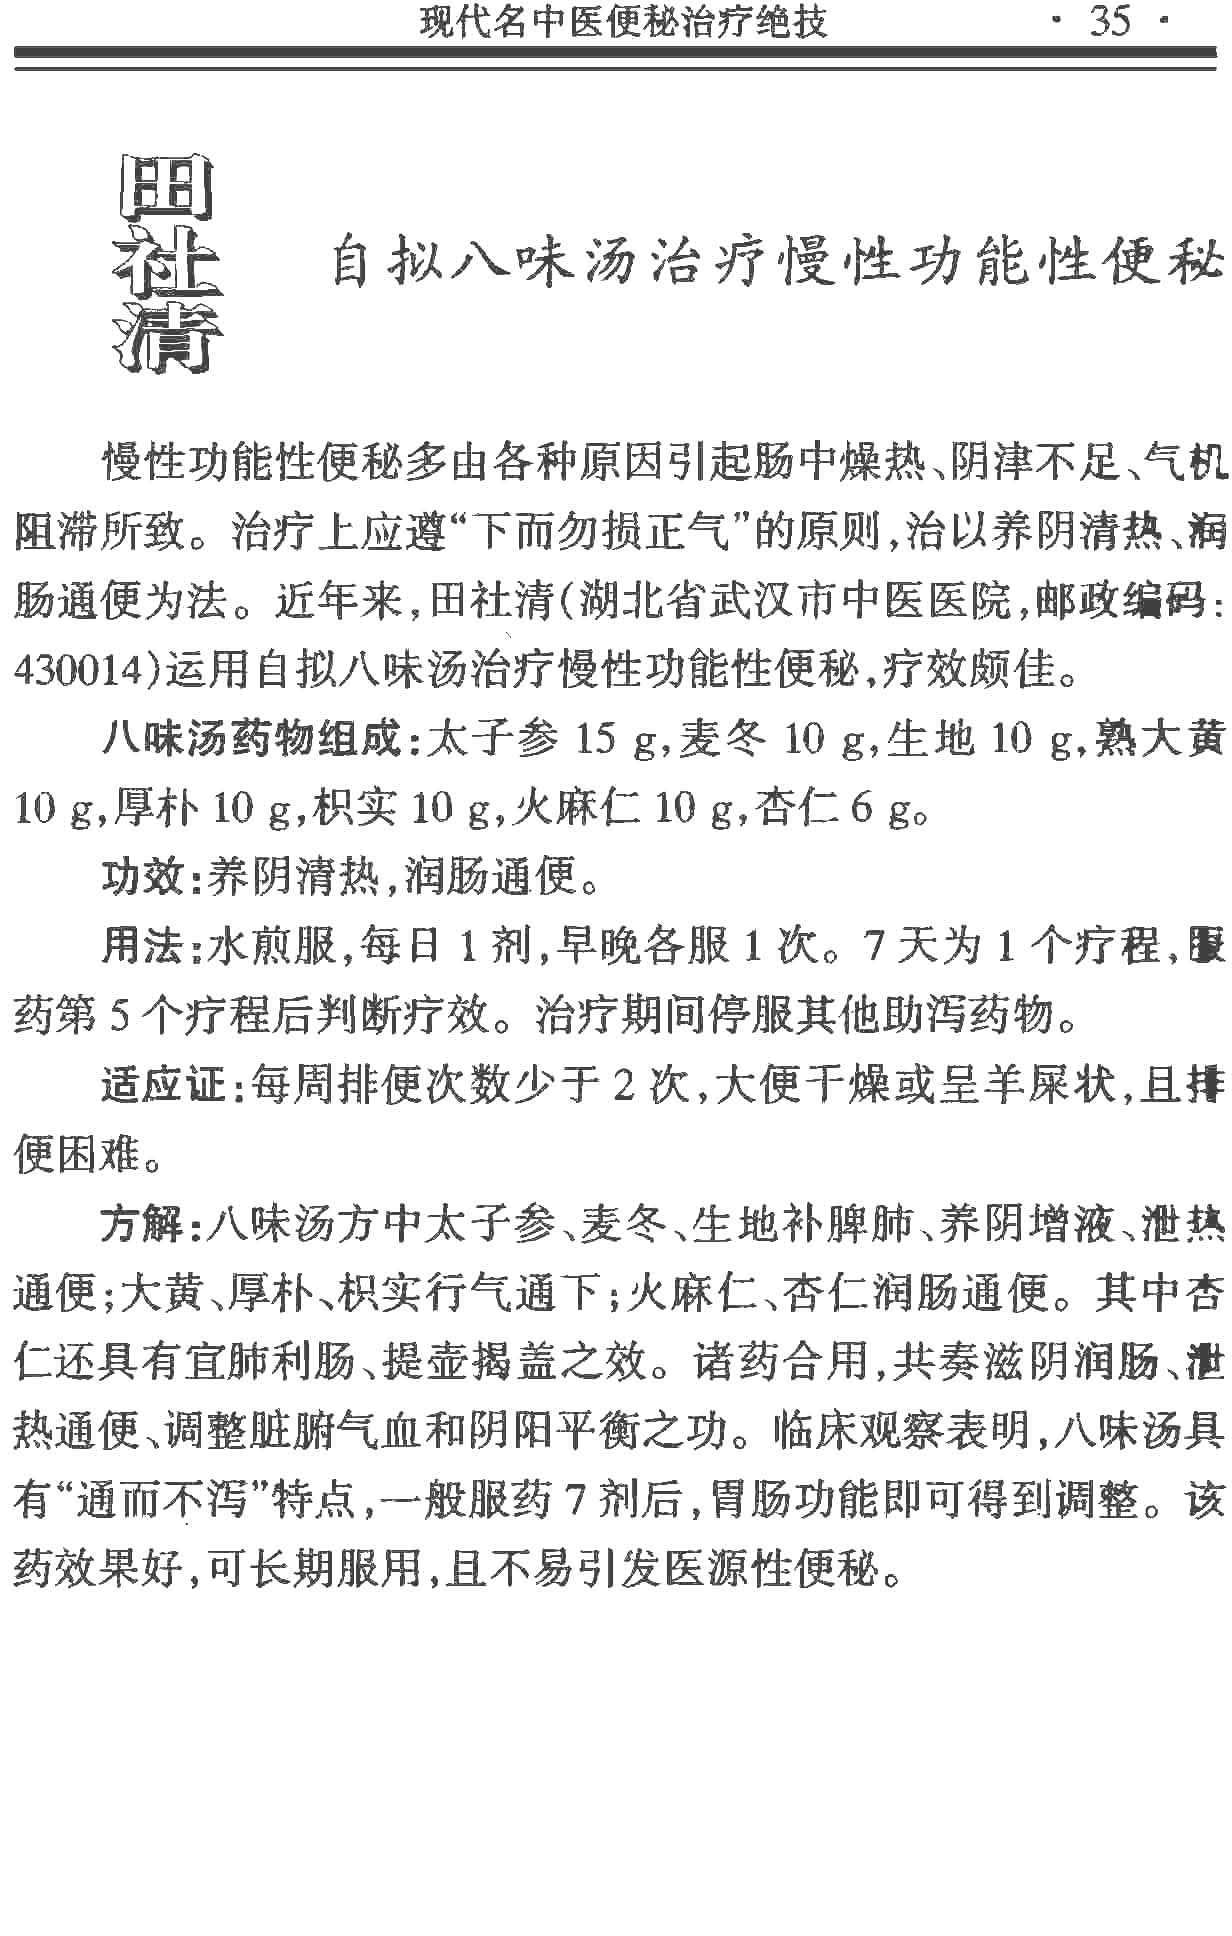 现代名中医便秘治疗绝技 · 35 ·
田社清
自拟八味汤治疗慢性功能性便秘
慢性功能性便秘多由各种原因引起肠中燥热、阴津不足、气机
阻滞所致。治疗上应遵“下而勿损正气”的原则,治以养阴清热、润
肠通便为法。近年来,田社清(湖北省武汉市中医医院,邮政编码:
430014)运用自拟八味汤治疗慢性功能性便秘,疗效颇佳。
八味汤药物组成:太子参 15 g,麦冬 10 g,生地 10 g,熟大黄
10 g,厚朴 10 g,枳实 10 g,火麻仁 10 g,杏仁 6 g。
功效:养阴清热,润肠通便。
用法:水煎服,每日 1 剂,早晚各服 1 次。7 天为 1 个疗程,服
药第 5 个疗程后判断疗效。治疗期间停服其他助泻药物。
适应证:每周排便次数少于 2 次,大便干燥或呈羊屎状,且排
便困难。
方解:八味汤方中太子参、麦冬、生地补脾肺、养阴增液、泄热
通便;大黄、厚朴、枳实行气通下;火麻仁、杏仁润肠通便。其中杏
仁还具有宣肺利肠、提壶揭盖之效。诸药合用,共奏滋阴润肠、泄
热通便、调整脏腑气血和阴阳平衡之功。临床观察表明,八味汤具
有“通而不泻”特点,一般服药 7 剂后,胃肠功能即可得到调整。该
药效果好,可长期服用,且不易引发医源性便秘。